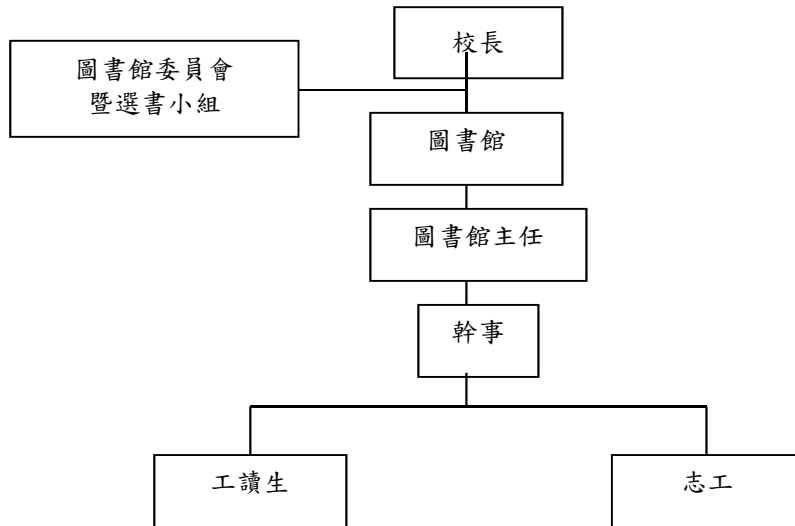 校長
圖書館委員會
暨選書小組
圖書館
圖書館主任
幹事
工讀生
志工